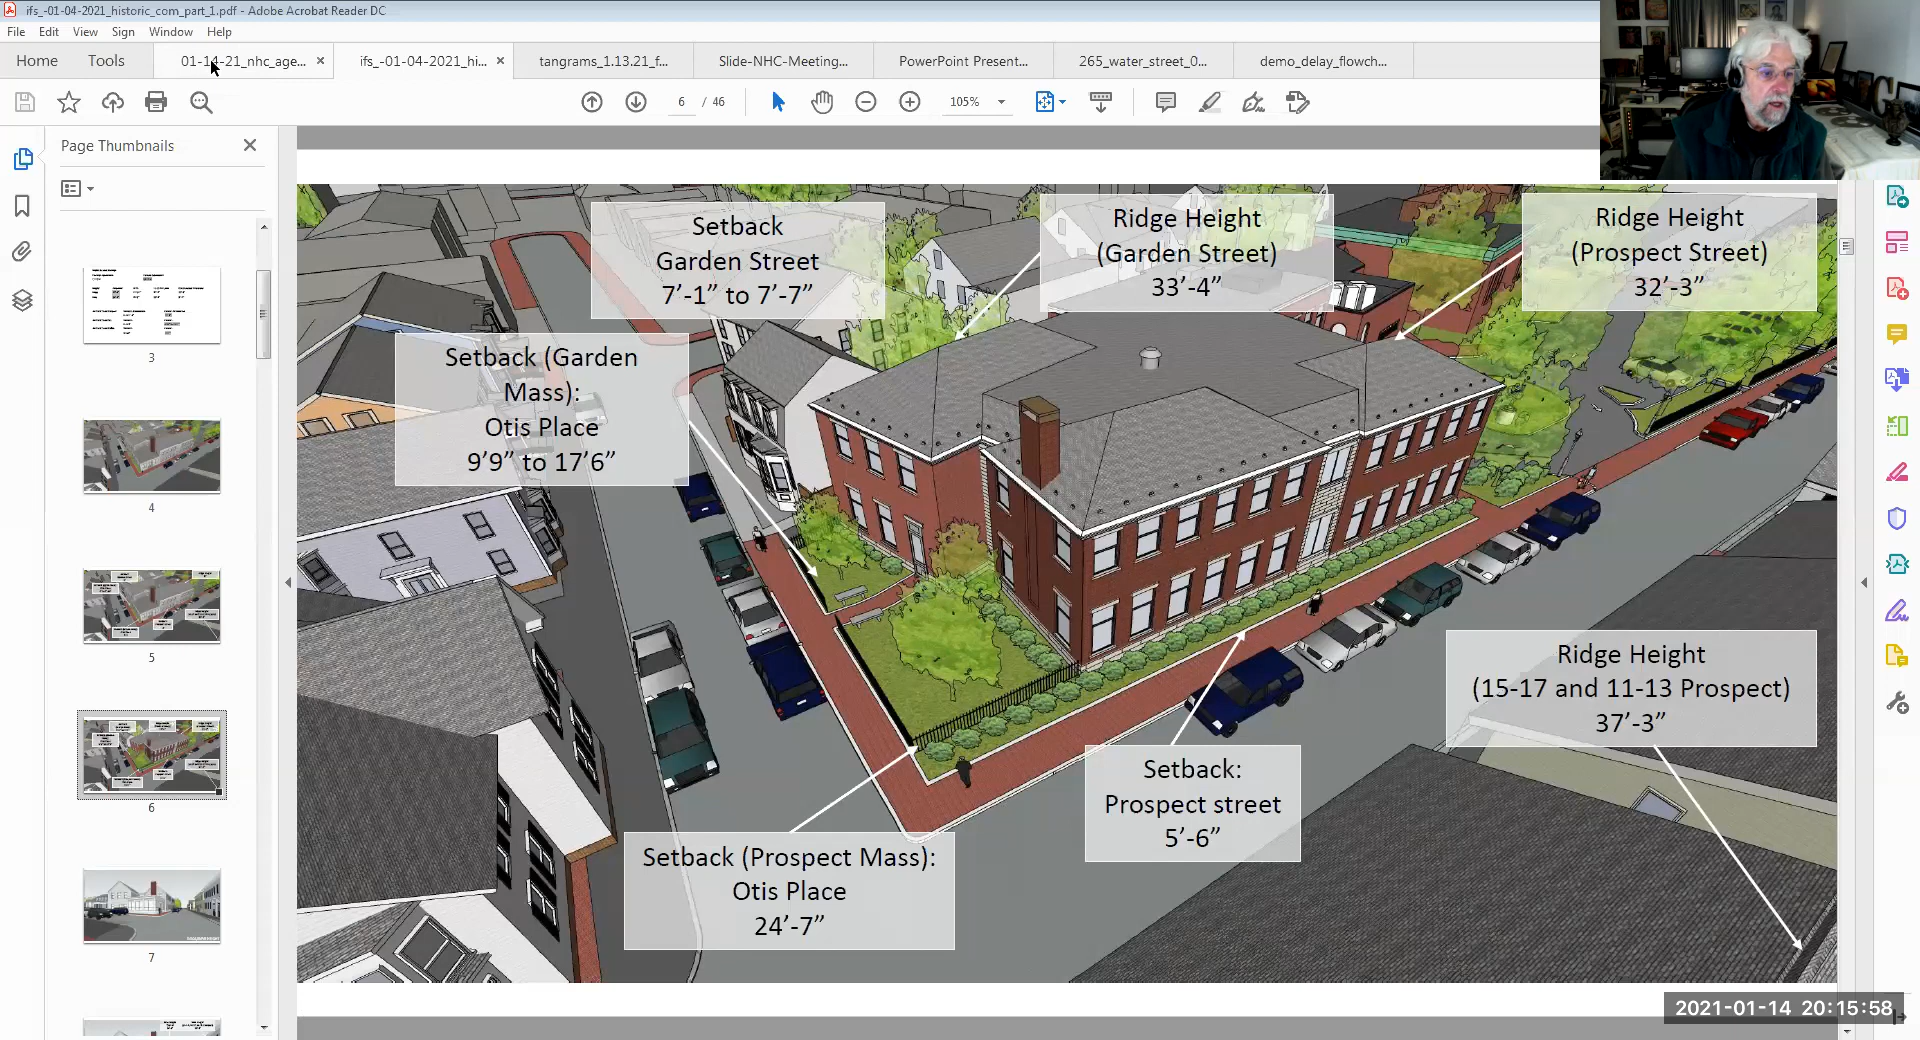 ifs_-01-04-2021_historic_com_part_1.pdf - Adobe Acrobat Reader DC
File Edit View Sign Window Help
Home Tools 01-14-21_nhc_age... ifs_-01-04-2021_hi... tangrams_1.13.21_f... Slide-NHC-Meeting... PowerPoint Present... 265_water_street_0... demo_delay_flowch...
6 / 46 105%
Page Thumbnails
3
4
5
6
7
Setback
Garden Street
7’-1” to 7’-7”
Ridge Height
(Garden Street)
33’-4”
Ridge Height
(Prospect Street)
32’-3”
Setback (Garden
Mass):
Otis Place
9’9” to 17’6”
Ridge Height
(15-17 and 11-13 Prospect)
37’-3”
Setback:
Prospect street
5’-6”
Setback (Prospect Mass):
Otis Place
24’-7”
2021-01-14 20:15:58